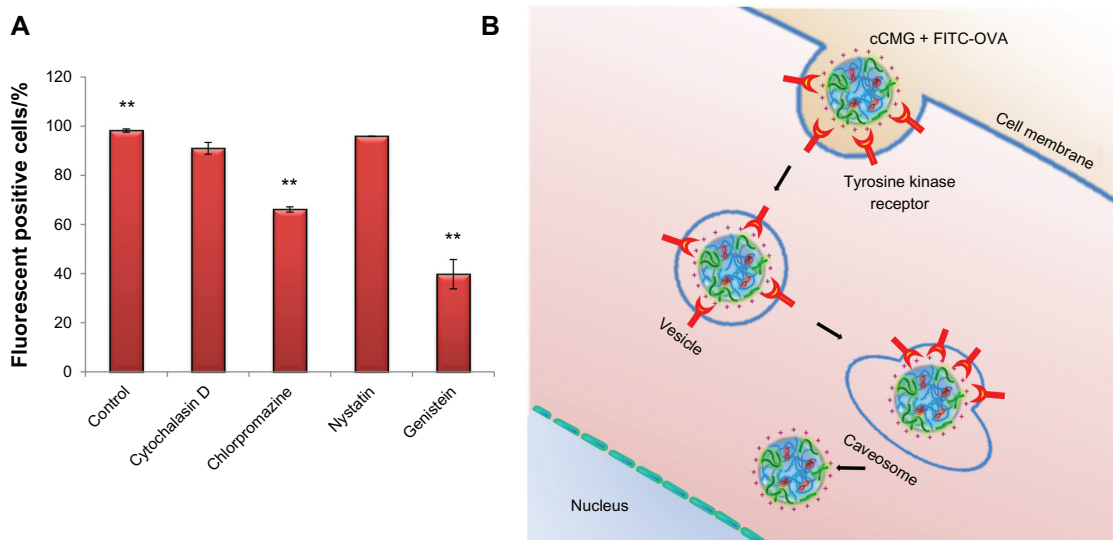 A
Fluorescent positive cells/%
120
100
80
60
40
20
0
**
**
**
Control
Cytochalasin D
Chlorpromazine
Nystatin
Genistein
B
cCMG + FITC-OVA
Cell membrane
Tyrosine kinase
receptor
Vesicle
Caveosome
Nucleus